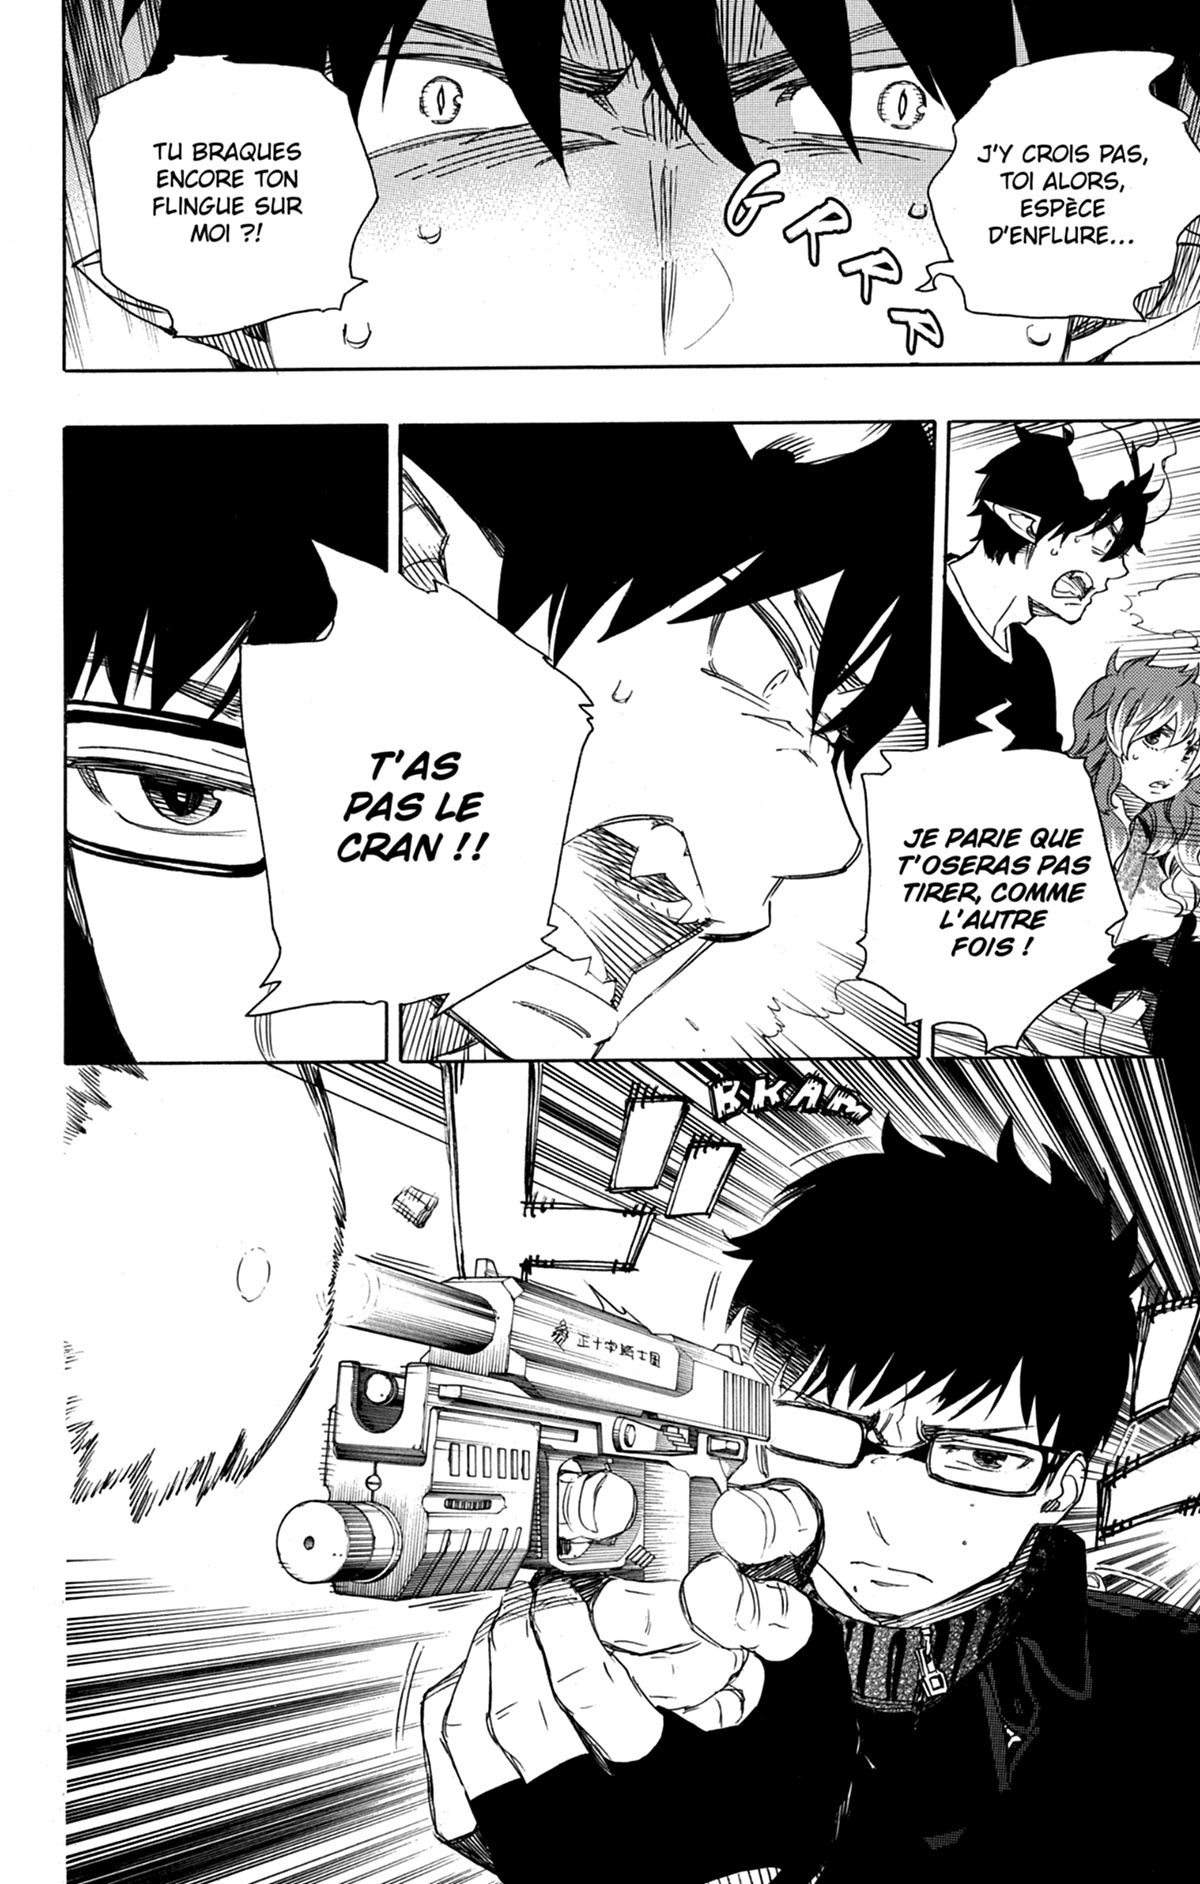 J'Y CROIS PAS,
TOI ALORS,
ESPÈCE
D'ENFLURE...
GRRRR
TU BRAQUES
ENCORE TON
FLINGUE SUR
MOI ?!
JE PARIE QUE
T'OSERAS PAS
TIRER, COMME
L'AUTRE
FOIS !
T'AS
PAS LE
CRAN !!
BKAM
正十字騎士團